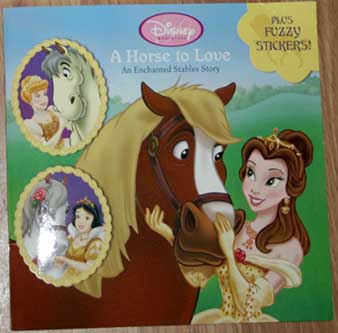 Disney
PRINCESS
A Horse to Love
An Enchanted Stables Story
PLUS
FUZZY
STICKERS!